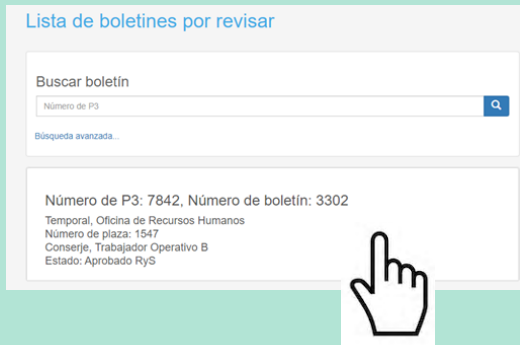 Lista de boletines por revisar
Buscar boletín
Número de P3
Búsqueda avanzada...
Número de P3: 7842, Número de boletín: 3302
Temporal, Oficina de Recursos Humanos
Número de plaza: 1547
Conserje, Trabajador Operativo B
Estado: Aprobado RyS